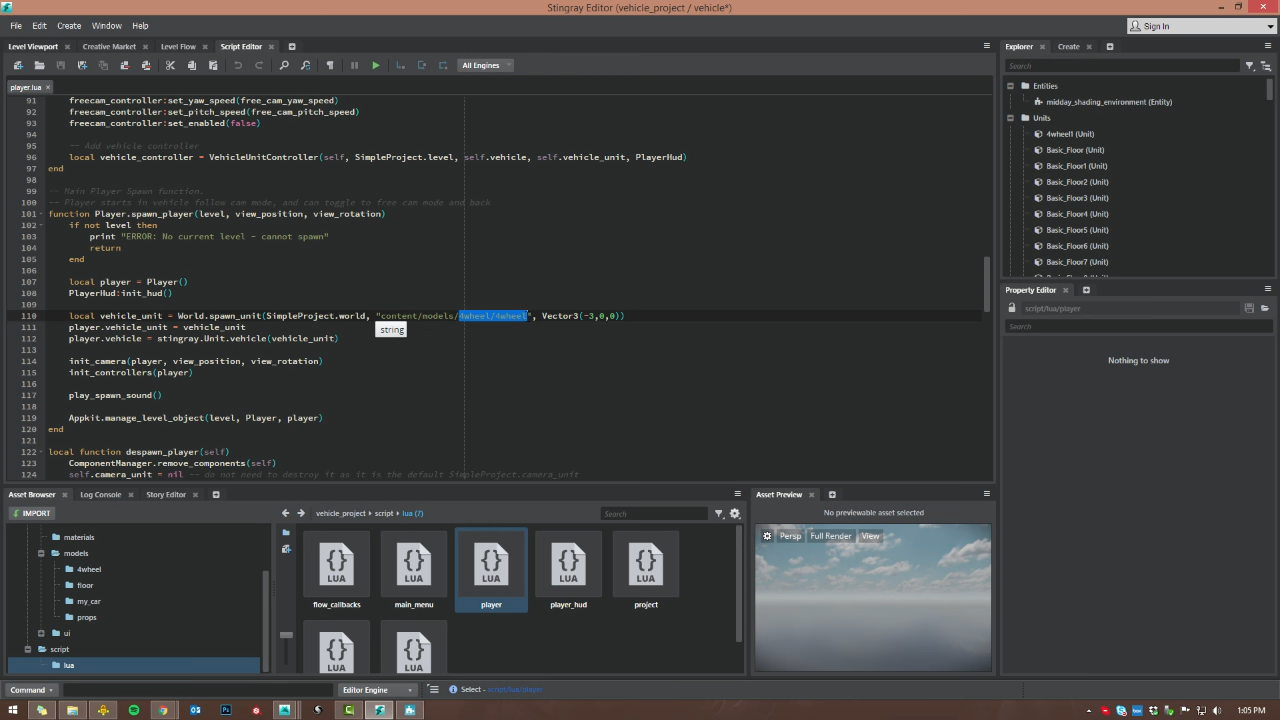 Stingray Editor (vehicle_project / vehicle*)
File Edit Create Window Help
Sign In
Level Viewport Creative Market Level Flow Script Editor
Explorer Create
Search
All Engines
player.lua
91 freecam_controller:set_yaw_speed(free_cam_yaw_speed)
92 freecam_controller:set_pitch_speed(free_cam_pitch_speed)
93 freecam_controller:set_enabled(false)
94
95 -- Add vehicle controller
96 local vehicle_controller = VehicleUnitController(self, SimpleProject.level, self.vehicle, self.vehicle_unit, PlayerHud)
97 end
98
99 -- Main Player Spawn function.
100 -- Player starts in vehicle follow cam mode, and can toggle to free cam mode and back
101 function Player.spawn_player(level, view_position, view_rotation)
102 if not level then
103 print "ERROR: No current level - cannot spawn"
104 return
105 end
106
107 local player = Player()
108 PlayerHud:init_hud()
109
110 local vehicle_unit = World.spawn_unit(SimpleProject.world, "content/models/4wheel/4wheel", Vector3(-3,0,0))
string
111 player.vehicle_unit = vehicle_unit
112 player.vehicle = stingray.Unit.vehicle(vehicle_unit)
113
114 init_camera(player, view_position, view_rotation)
115 init_controllers(player)
116
117 play_spawn_sound()
118
119 Appkit.manage_level_object(level, Player, player)
120 end
121
122 local function despawn_player(self)
123 ComponentManager.remove_components(self)
124 self.camera_unit = nil -- do not need to destroy it as it is the default SimpleProject.camera_unit
Entities
midday_shading_environment (Entity)
Units
4wheel1 (Unit)
Basic_Floor (Unit)
Basic_Floor1 (Unit)
Basic_Floor2 (Unit)
Basic_Floor3 (Unit)
Basic_Floor4 (Unit)
Basic_Floor5 (Unit)
Basic_Floor6 (Unit)
Basic_Floor7 (Unit)
Property Editor
script/lua/player
Search
Nothing to show
Asset Browser Log Console Story Editor
IMPORT
vehicle_project script lua (7)
Search
materials
models
4wheel
floor
my_car
props
ui
script
lua
LUA LUA LUA LUA LUA
flow_callbacks main_menu player player_hud project
LUA LUA
Asset Preview
No previewable asset selected
Persp Full Render View
Command
Editor Engine
Select - script/lua/player
1:05 PM